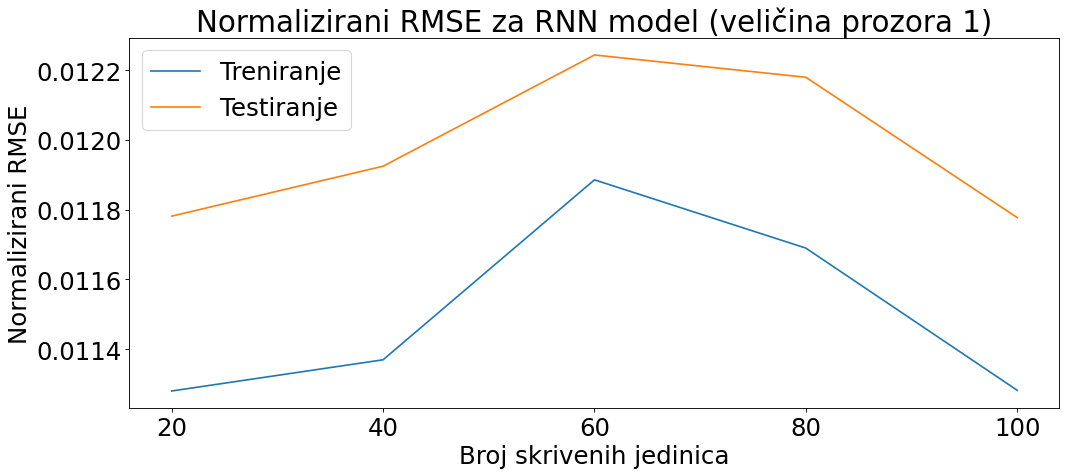 Normalizirani RMSE za RNN model (veličina prozora 1)
Treniranje
Testiranje
Normalizirani RMSE
0.0122
0.0120
0.0118
0.0116
0.0114
20 40 60 80 100
Broj skrivenih jedinica